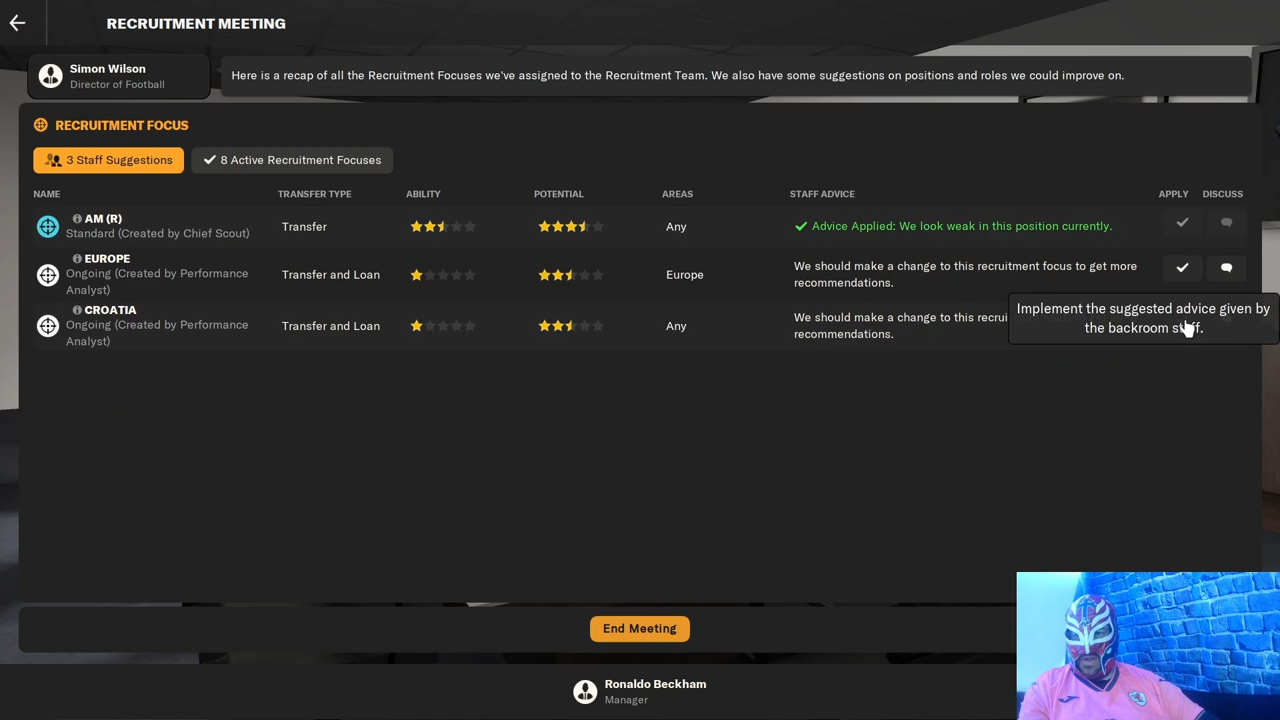 RECRUITMENT MEETING
Simon Wilson
Director of Football
Here is a recap of all the Recruitment Focuses we've assigned to the Recruitment Team. We also have some suggestions on positions and roles we could improve on.
RECRUITMENT FOCUS
3 Staff Suggestions
8 Active Recruitment Focuses
NAME TRANSFER TYPE ABILITY POTENTIAL AREAS STAFF ADVICE APPLY DISCUSS
AM (R)
Standard (Created by Chief Scout)
Transfer
Any
Advice Applied: We look weak in this position currently.
EUROPE
Ongoing (Created by Performance
Analyst)
Transfer and Loan
Europe
We should make a change to this recruitment focus to get more
recommendations.
CROATIA
Ongoing (Created by Performance
Analyst)
Transfer and Loan
Any
We should make a change to this
recommendations.
Implement the suggested advice given by
the backroom
End Meeting
Ronaldo Beckham
Manager